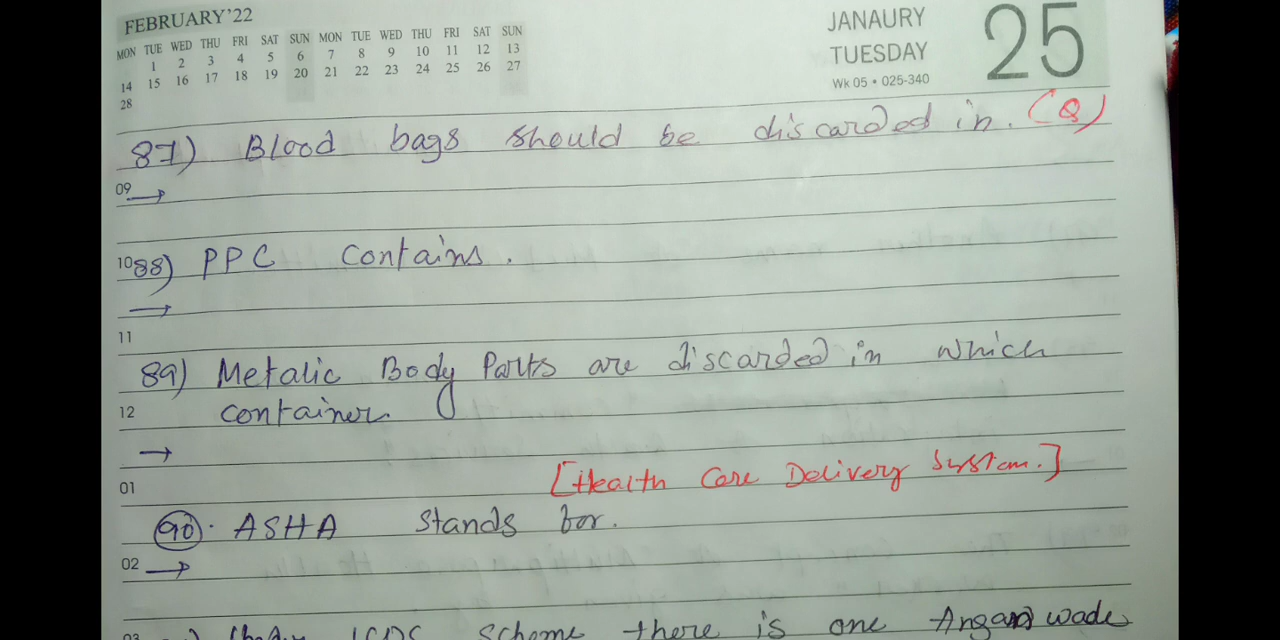 FEBRUARY'22
MON TUE WED THU FRI SAT SUN MON TUE WED THU FRI SAT SUN
1 2 3 4 5 6 7 8 9 10 11 12 13
14 15 16 17 18 19 20 21 22 23 24 25 26 27
28
JANAURY
TUESDAY
Wk 05 • 025-340
25
87) Blood bags should be discarded in. (Q)
09 →
10 88) PPC contains.
→
11
89) Metalic Body Parts are discarded in which
12 container
→
[Health Care Delivery System.]
01
90. ASHA stands for.
02 →
03 ICDS scheme there is one